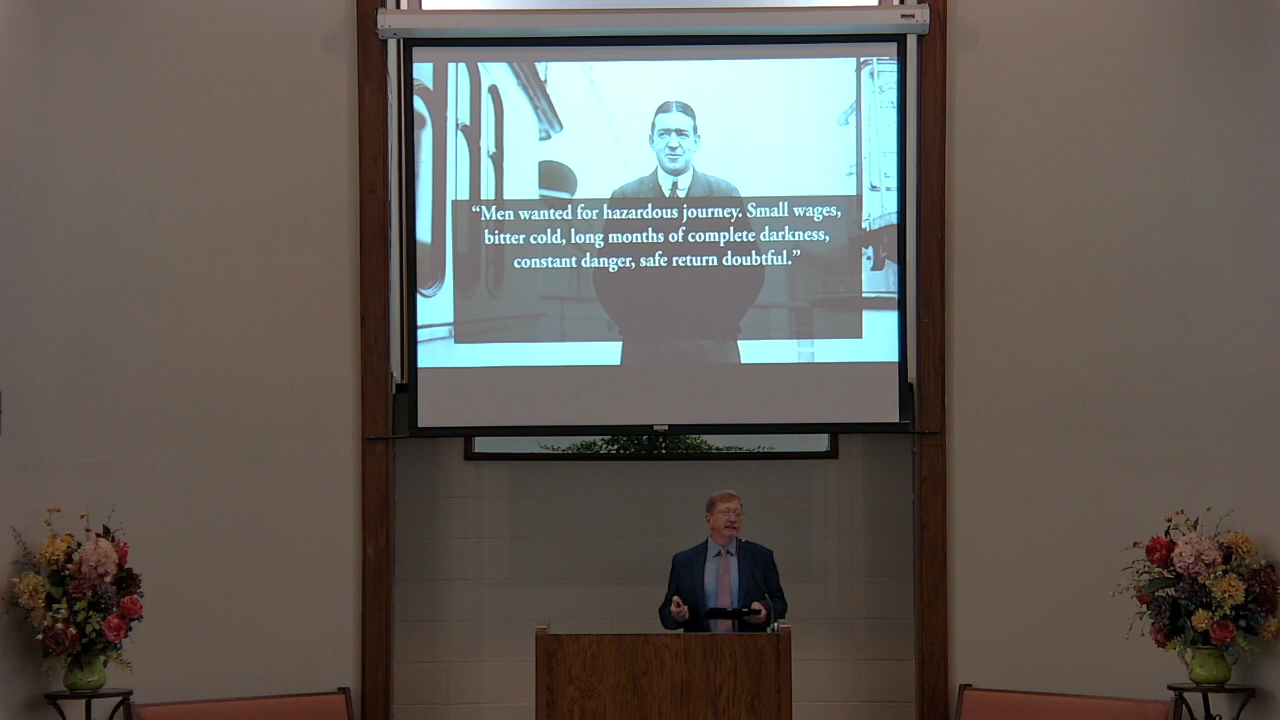 “Men wanted for hazardous journey. Small wages,
bitter cold, long months of complete darkness,
constant danger, safe return doubtful.”